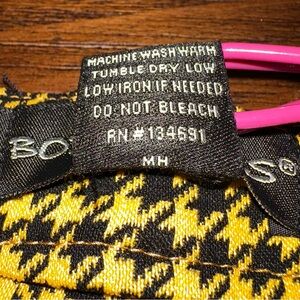 MACHINE WASH WARM
TUMBLE DRY LOW
LOW IRON IF NEEDED
DO NOT BLEACH
RN # 134691
MH